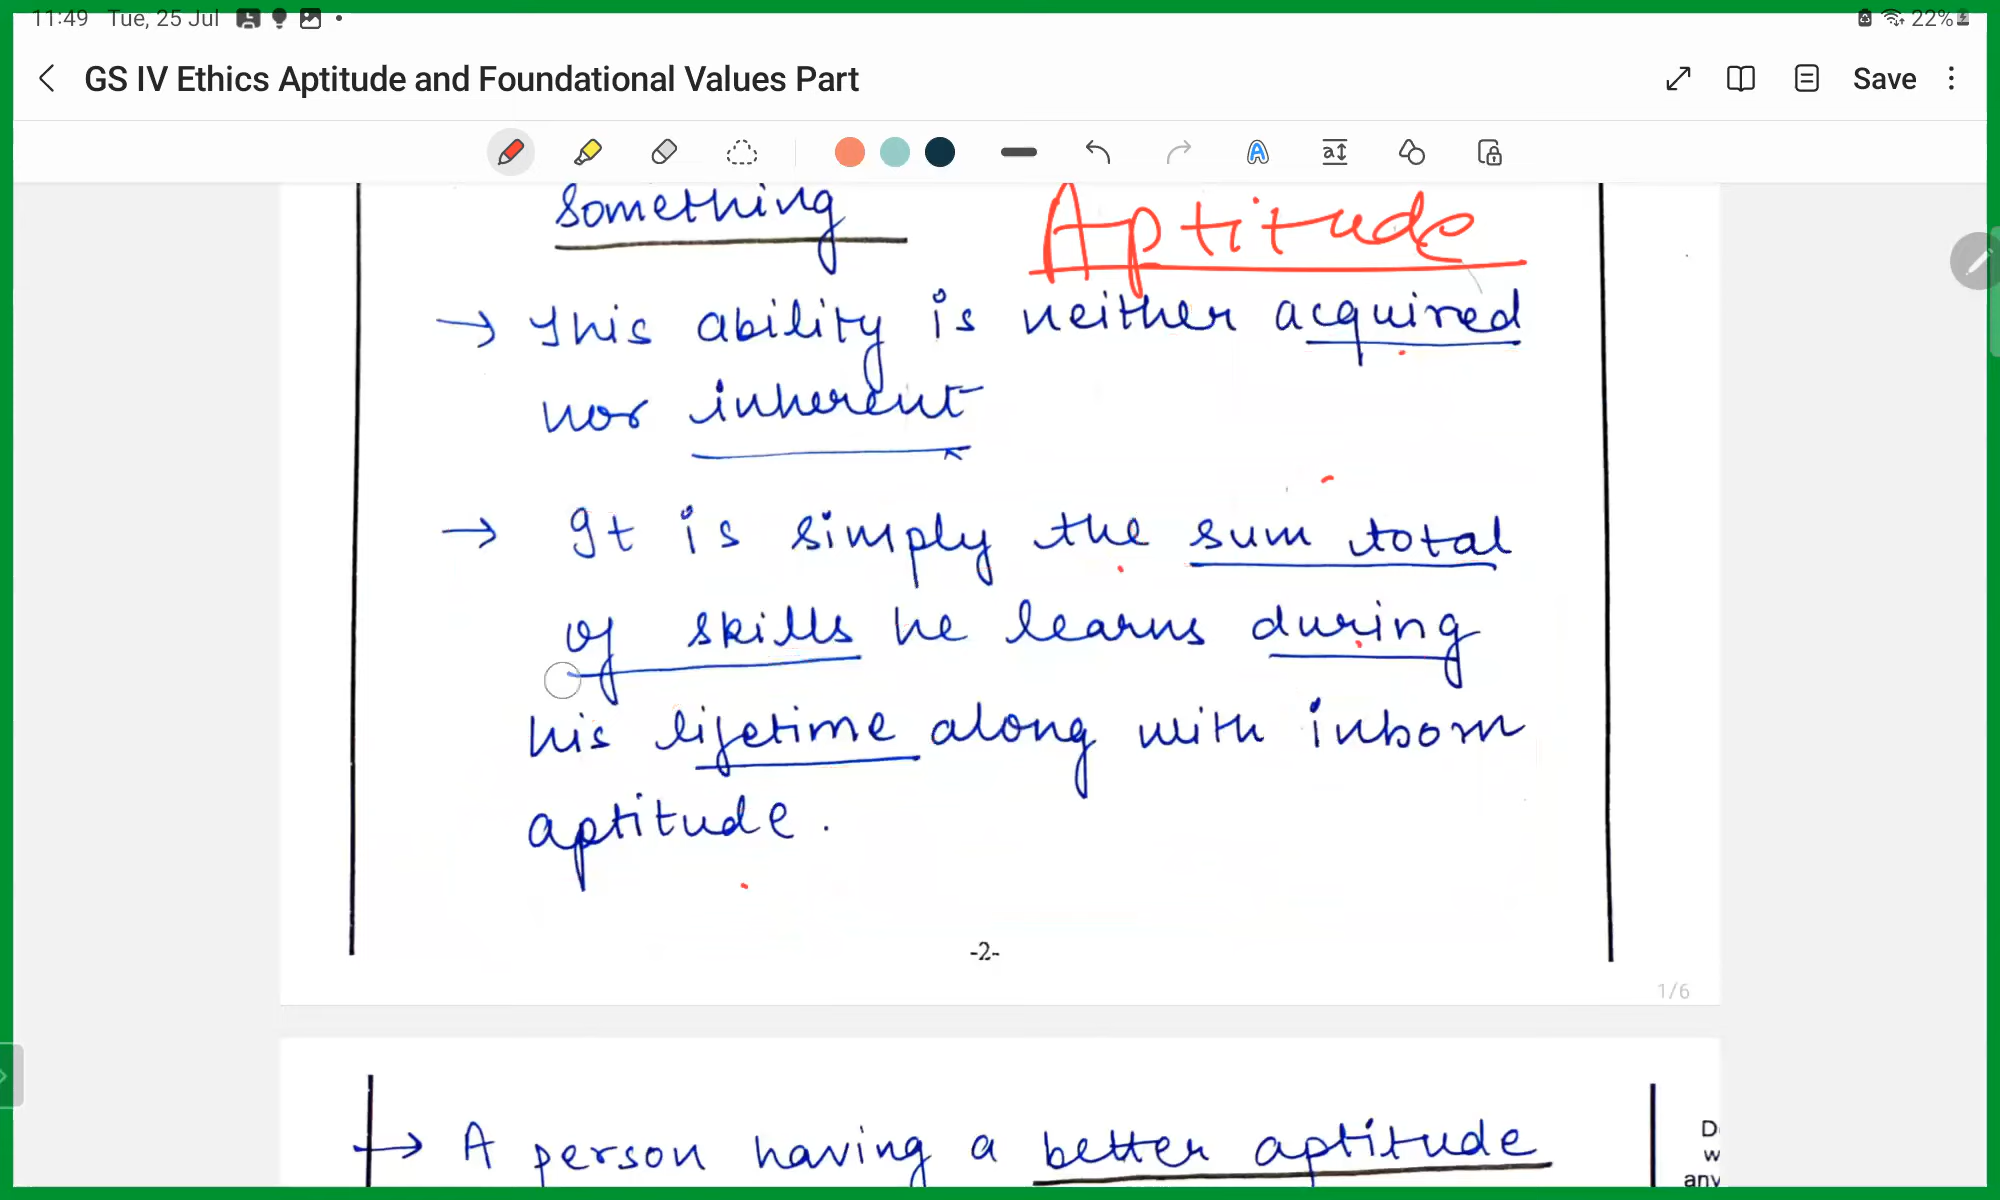 11:49 Tue, 25 Jul 22%
GS IV Ethics Aptitude and Foundational Values Part Save
something Aptitude
→ This ability is neither acquired
nor inherent
→ It is simply the sum total
of skills he learns during
his lifetime along with inborn
aptitude.
-2-
1/6
→ A person having a better aptitude
D
w
any